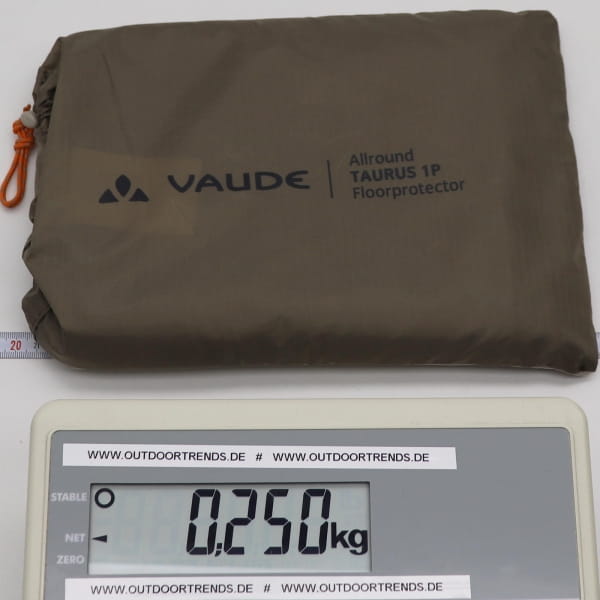 VAUDE
Allround
TAURUS 1P
Floorprotector
20
WWW.OUTDOORTRENDS.DE # WWW.OUTDOORTRENDS.DE
STABLE
NET
ZERO
0,250kg
WWW.OUTDOORTRENDS.DE # WWW.OUTDOORTRENDS.DE